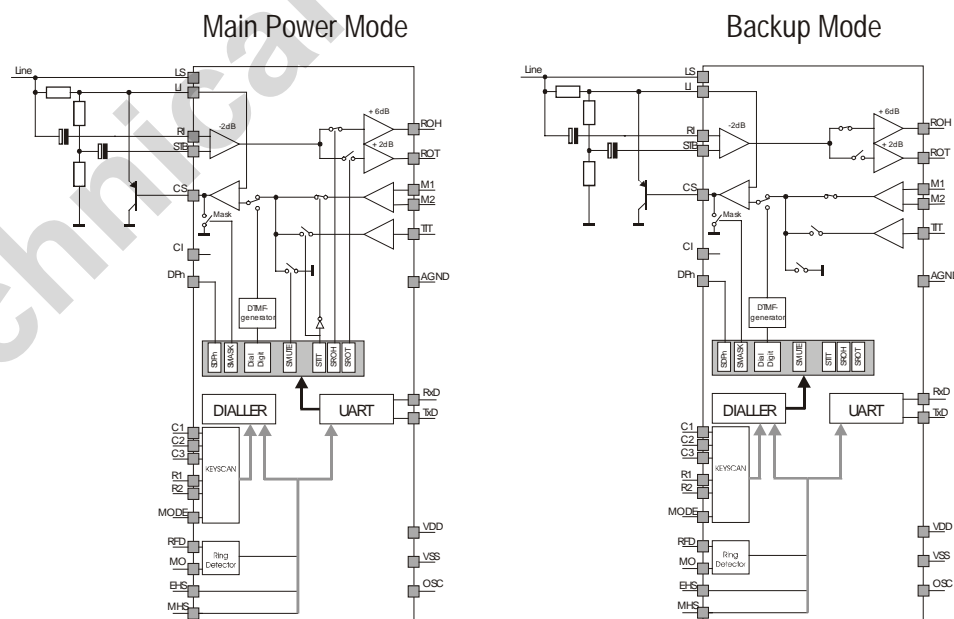 Main Power Mode
Line
LS
LI
RI
STB
CS
CI
DPn
-2dB
+ 6dB
+ 2dB
ROH
ROT
M1
M2
TIT
AGND
Mask
DTMF-
generator
SDPn
SMASK
Dial
Digit
SMUTE
STIT
SROH
SROT
DIALLER
UART
RxD
TxD
C1
C2
C3
R1
R2
MODE
KEYSCAN
RFD
MO
EHS
MHS
Ring
Detector
VDD
VSS
OSC
Backup Mode
Line
LS
LI
RI
STB
CS
CI
DPn
-2dB
+ 6dB
+ 2dB
ROH
ROT
M1
M2
TIT
AGND
Mask
DTMF-
generator
SDPn
SMASK
Dial
Digit
SMUTE
STIT
SROH
SROT
DIALLER
UART
RxD
TxD
C1
C2
C3
R1
R2
MODE
KEYSCAN
RFD
MO
EHS
MHS
Ring
Detector
VDD
VSS
OSC
chnical